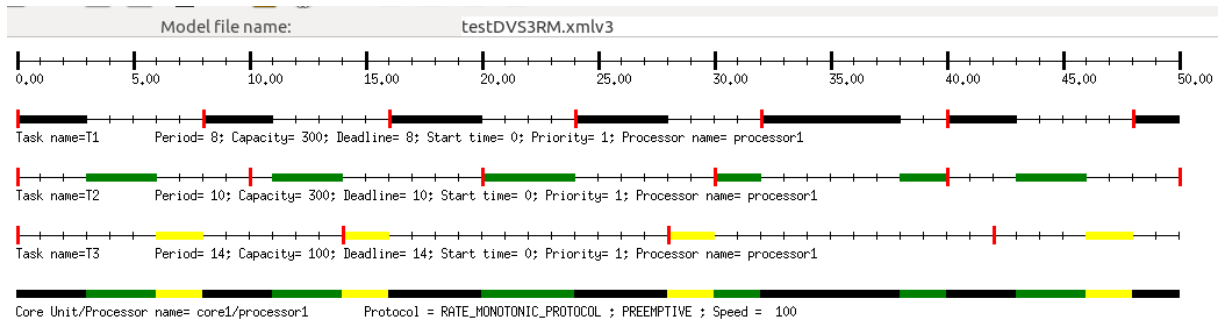 Model file name: testDVS3RM.xmlv3
0.00 5.00 10.00 15.00 20.00 25.00 30.00 35.00 40.00 45.00 50.00
Task name=T1 Period= 8; Capacity= 300; Deadline= 8; Start time= 0; Priority= 1; Processor name= processor1
Task name=T2 Period= 10; Capacity= 300; Deadline= 10; Start time= 0; Priority= 1; Processor name= processor1
Task name=T3 Period= 14; Capacity= 100; Deadline= 14; Start time= 0; Priority= 1; Processor name= processor1
Core Unit/Processor name= core1/processor1 Protocol = RATE_MONOTONIC_PROTOCOL ; PREEMPTIVE ; Speed = 100